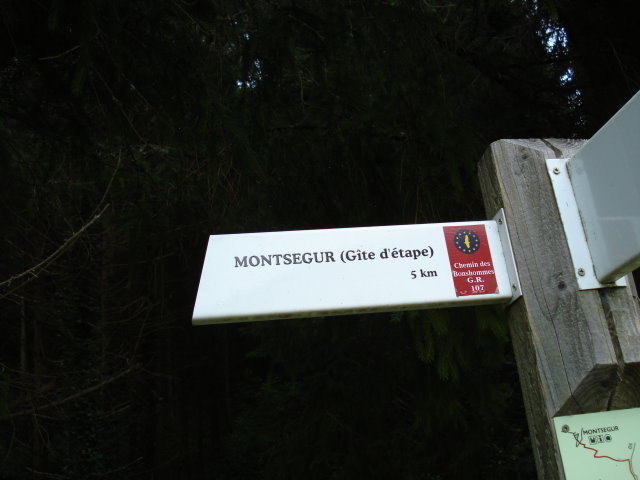 MONTSEGUR (Gîte d'étape)
5 km
Chemin des
Bonshommes
G.R.
107
MONTSEGUR